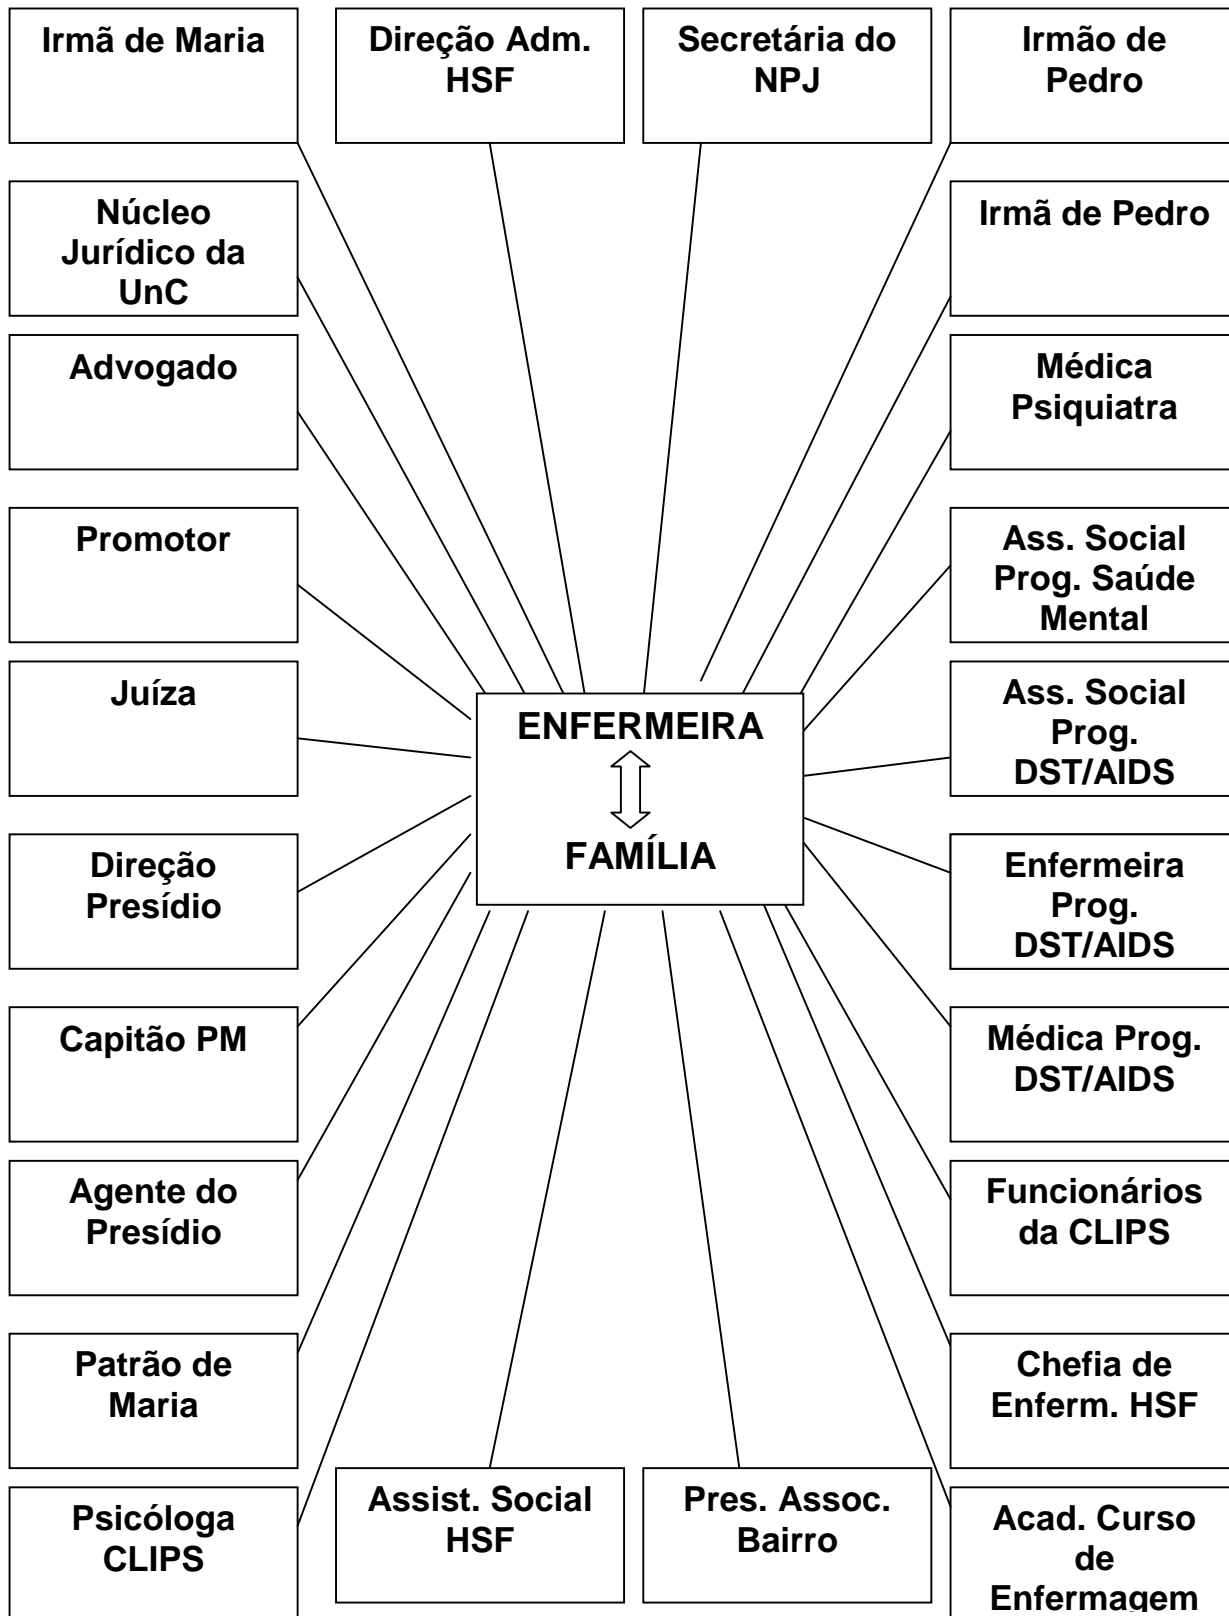 Irmã de Maria
Direção Adm.
HSF
Secretária do
NPJ
Irmão de
Pedro
Núcleo
Jurídico da
UnC
Irmã de Pedro
Advogado
Médica
Psiquiatra
Promotor
Ass. Social
Prog. Saúde
Mental
Juíza
ENFERMEIRA
FAMÍLIA
Ass. Social
Prog.
DST/AIDS
Direção
Presídio
Enfermeira
Prog.
DST/AIDS
Capitão PM
Médica Prog.
DST/AIDS
Agente do
Presídio
Funcionários
da CLIPS
Patrão de
Maria
Chefia de
Enferm. HSF
Psicóloga
CLIPS
Assist. Social
HSF
Pres. Assoc.
Bairro
Acad. Curso
de
Enfermagem